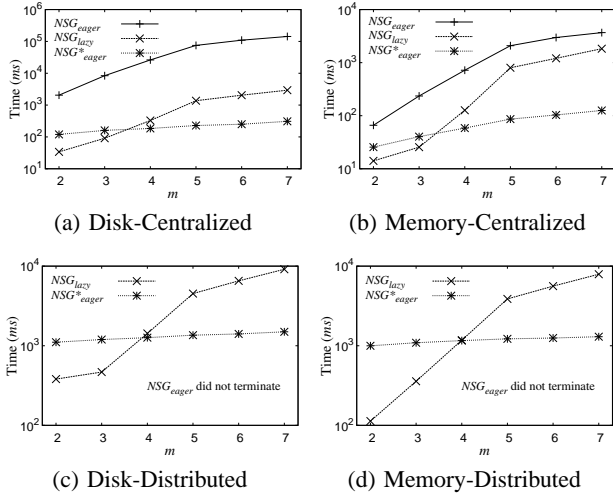 10^6
10^5
10^4
10^3
10^2
10^1
Time (ms)
NSG_eager
NSG_lazy
NSG*_eager
2 3 4 5 6 7
m
(a) Disk-Centralized
10^4
10^3
10^2
10^1
Time (ms)
NSG_eager
NSG_lazy
NSG*_eager
2 3 4 5 6 7
m
(b) Memory-Centralized
10^4
10^3
10^2
Time (ms)
NSG_lazy
NSG*_eager
NSG_eager did not terminate
2 3 4 5 6 7
m
(c) Disk-Distributed
10^4
10^3
10^2
Time (ms)
NSG_lazy
NSG*_eager
NSG_eager did not terminate
2 3 4 5 6 7
m
(d) Memory-Distributed